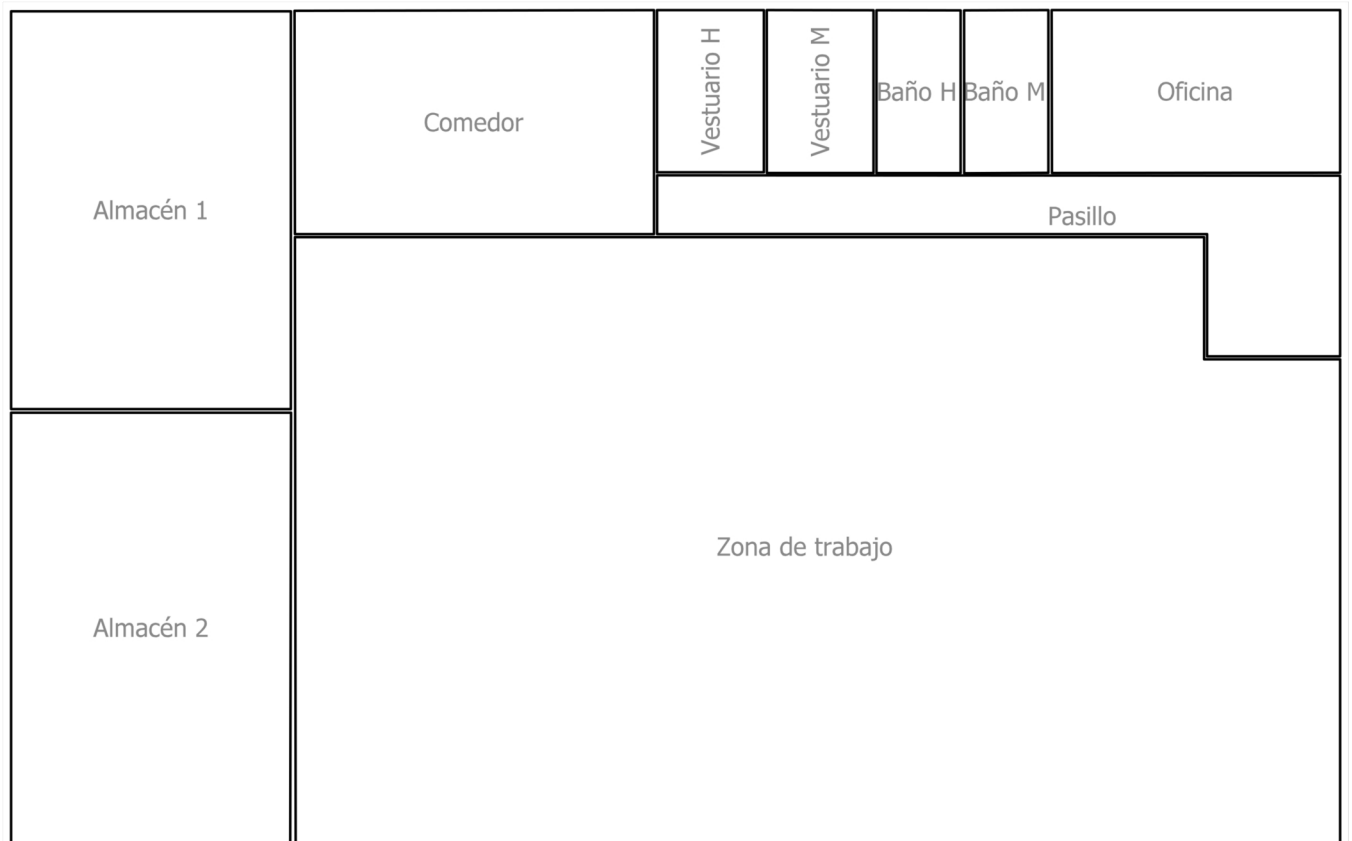 Almacén 1
Comedor
Vestuario H
Vestuario M
Baño H
Baño M
Oficina
Pasillo
Zona de trabajo
Almacén 2